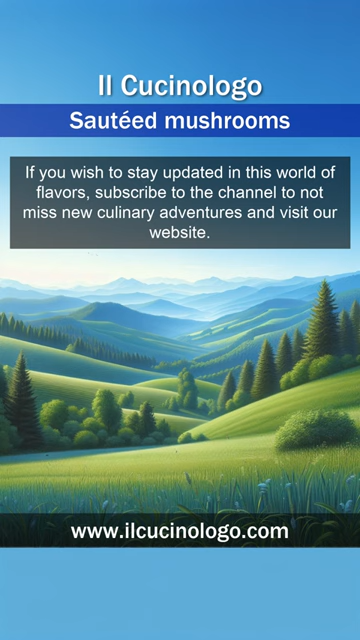 Il Cucinologo
Sautéed mushrooms
If you wish to stay updated in this world of
flavors, subscribe to the channel to not
miss new culinary adventures and visit our
website.
www.ilcucinologo.com